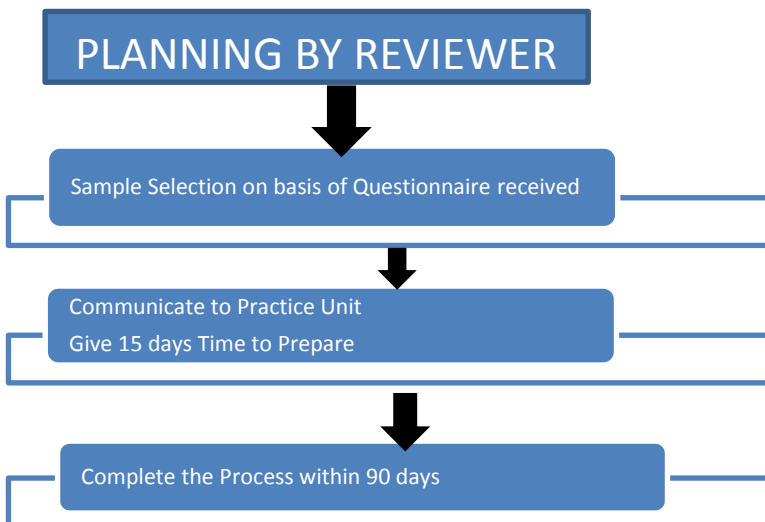 PLANNING BY REVIEWER
Sample Selection on basis of Questionnaire received
Communicate to Practice Unit
Give 15 days Time to Prepare
Complete the Process within 90 days